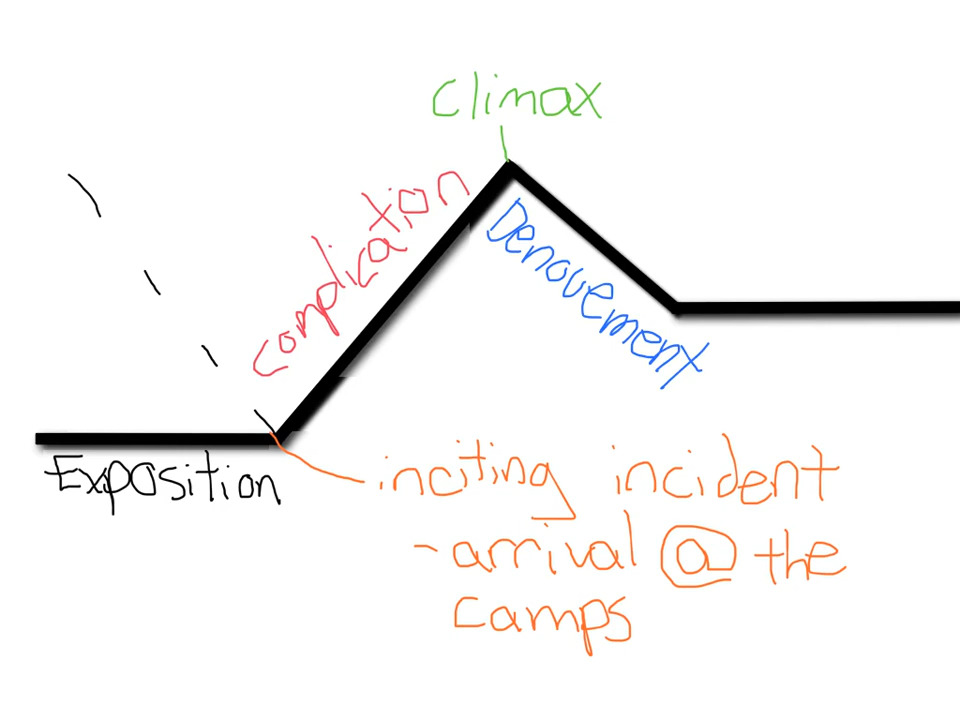 Climax
complication
Denouement
Exposition
inciting incident
- arrival @ the
camps